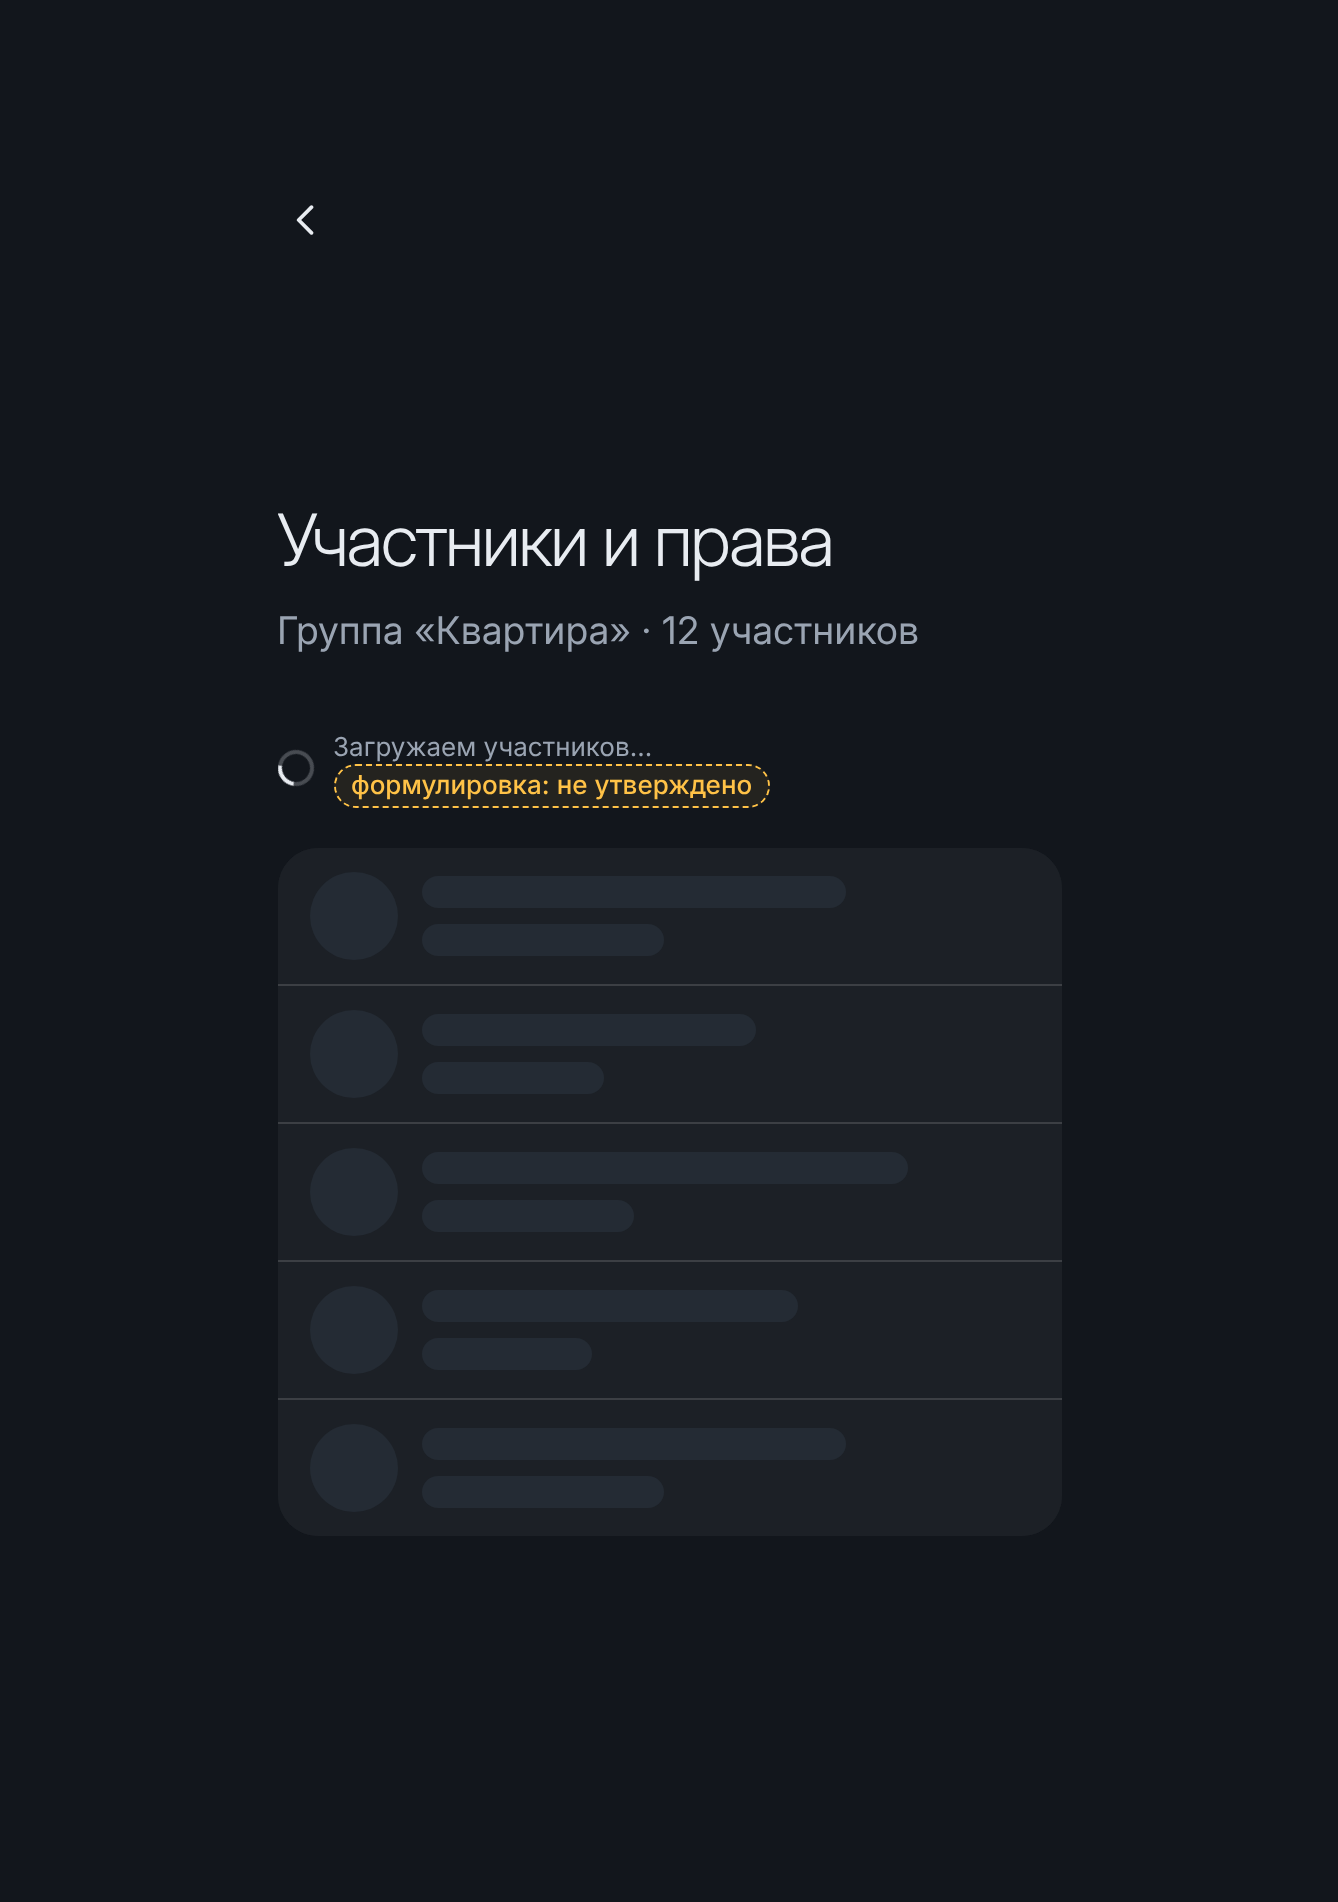 Участники и права
Группа «Квартира» · 12 участников
Загружаем участников...
формулировка: не утверждено